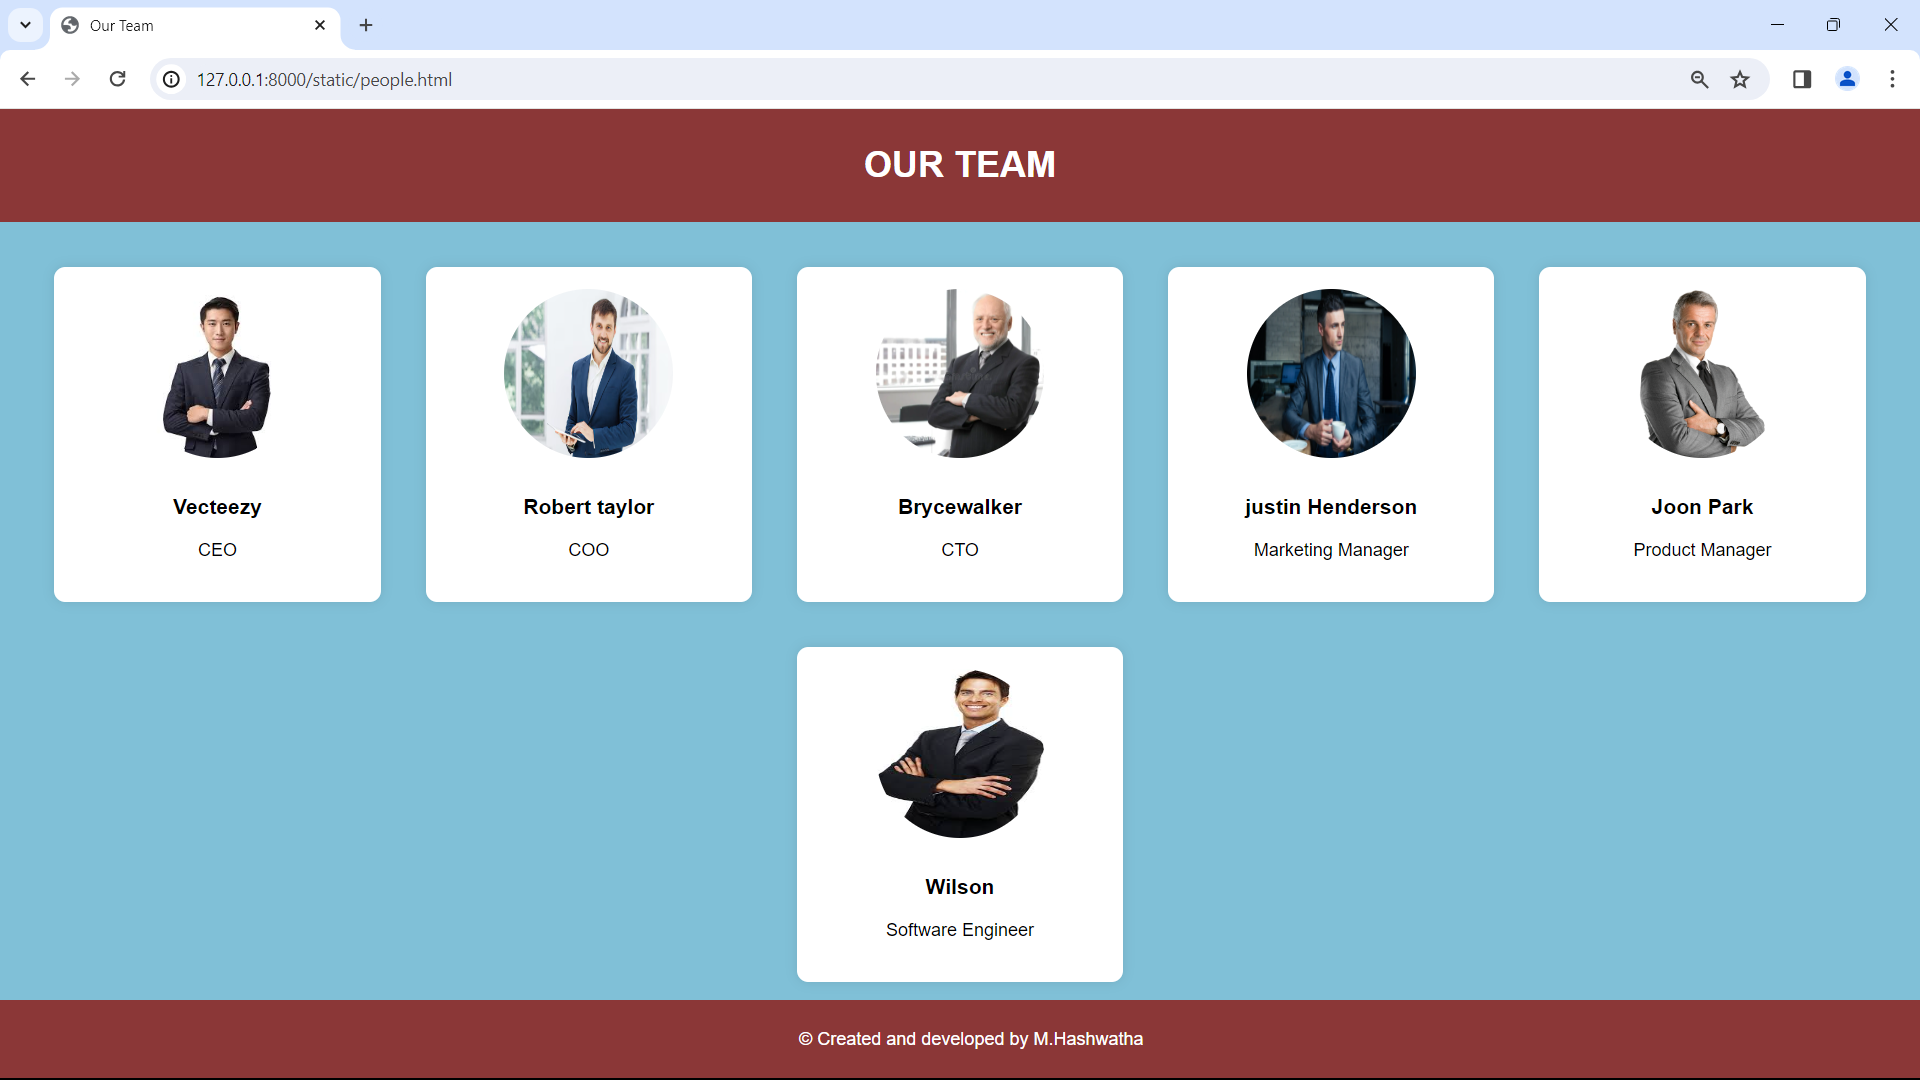 Our Team
127.0.0.1:8000/static/people.html
OUR TEAM
Vecteezy
CEO
Robert taylor
COO
Brycewalker
CTO
justin Henderson
Marketing Manager
Joon Park
Product Manager
Wilson
Software Engineer
© Created and developed by M.Hashwatha